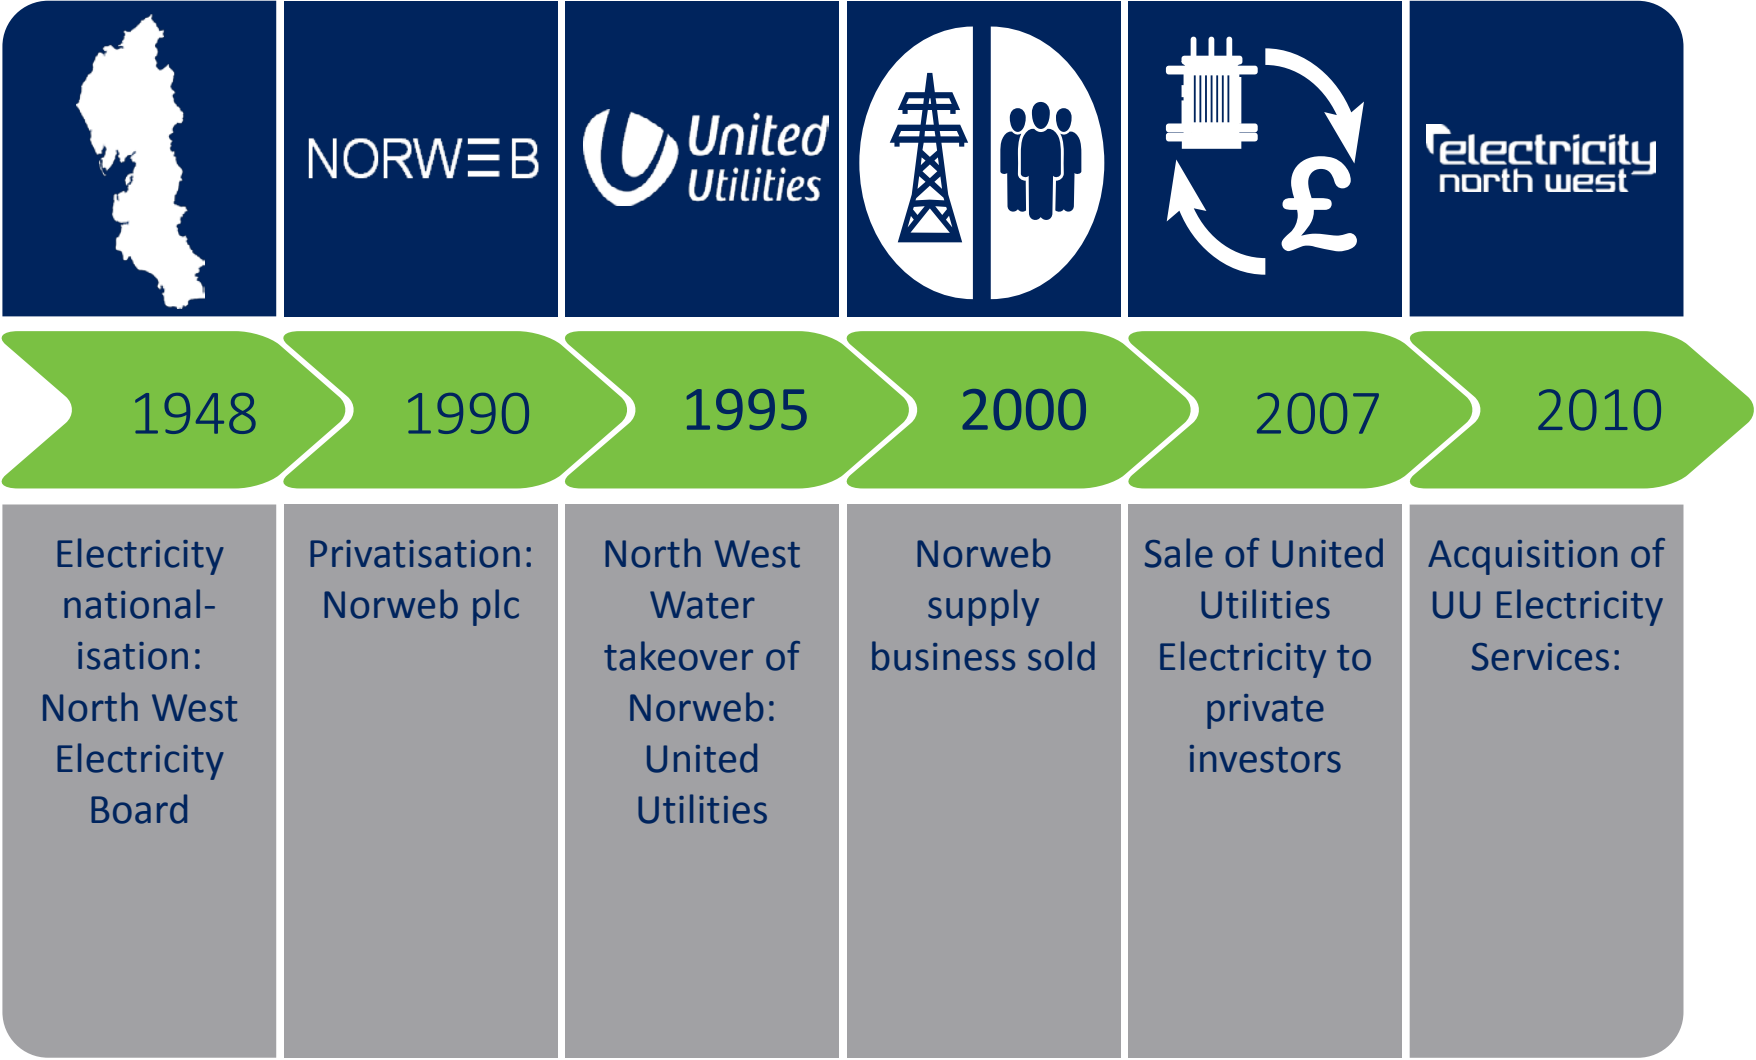 NORWEB
United
Utilities
electricity
north west
1948
1990
1995
2000
2007
2010
Electricity
national-
isation:
North West
Electricity
Board
Privatisation:
Norweb plc
North West
Water
takeover of
Norweb:
United
Utilities
Norweb
supply
business sold
Sale of United
Utilities
Electricity to
private
investors
Acquisition of
UU Electricity
Services: